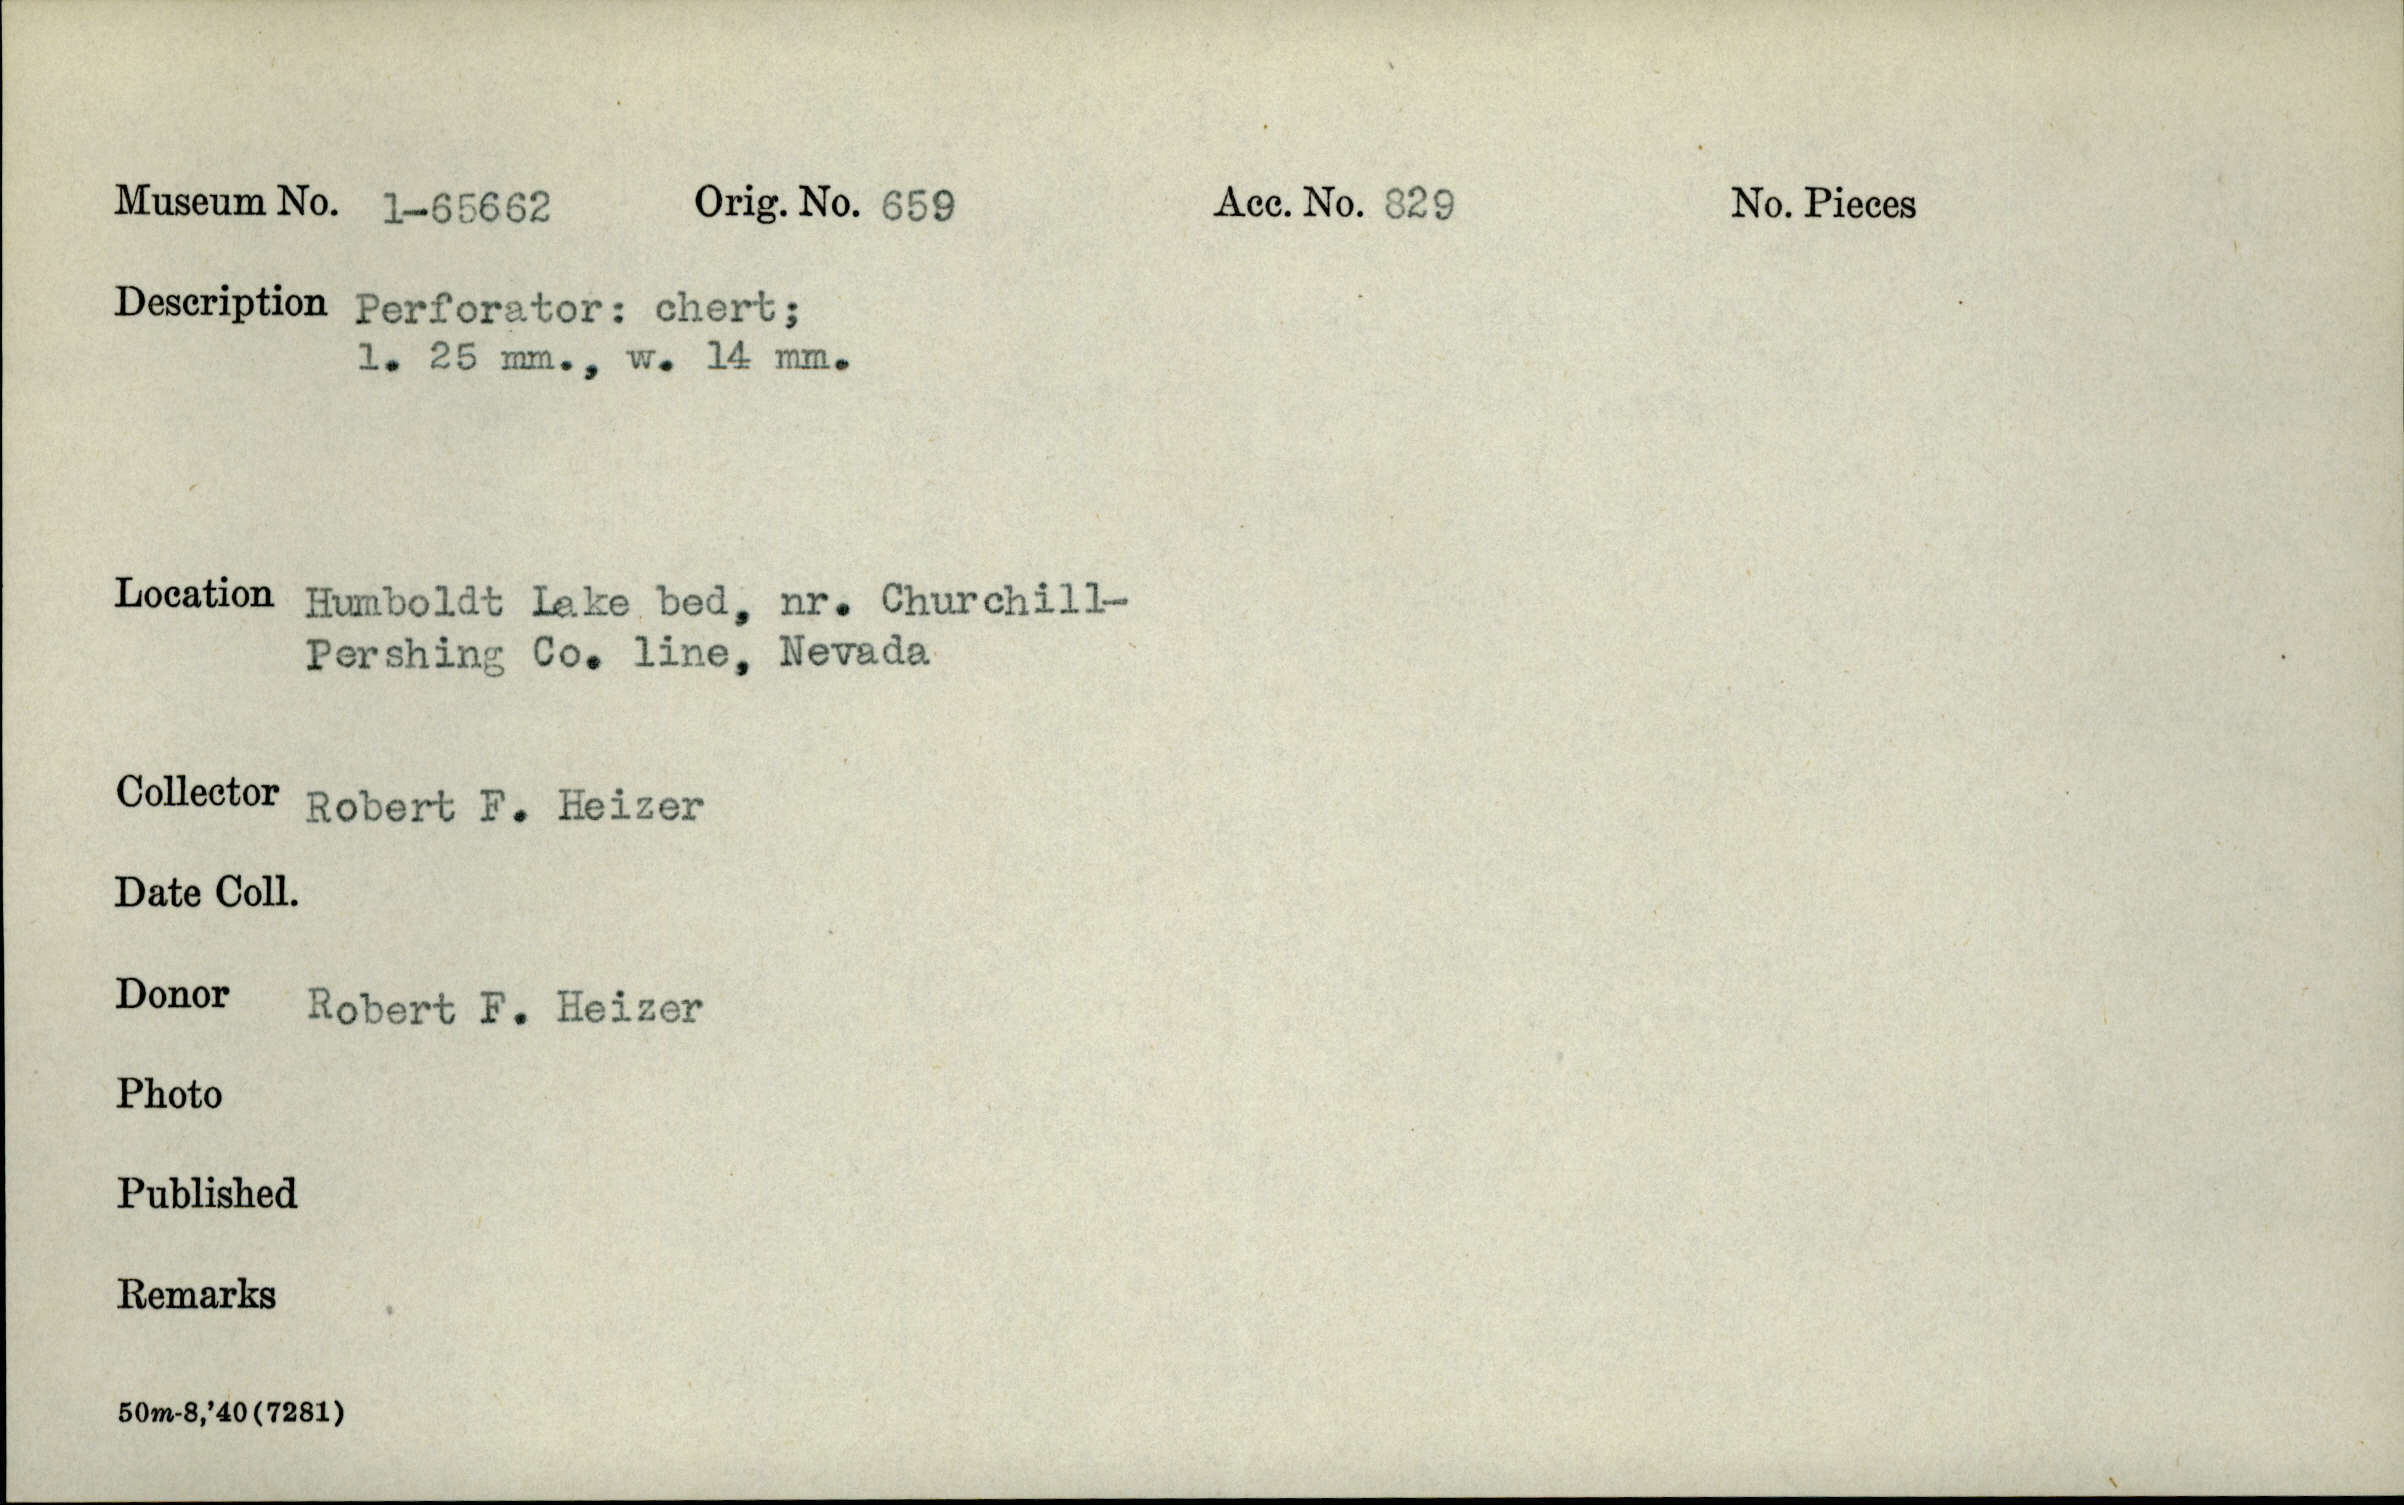 Museum No. 1-65662 Orig. No. 659 Acc. No. 829 No. Pieces
Description Perforator: chert;
l. 25 mm., w. 14 mm.
Location Humboldt Lake bed, nr. Churchill-
Pershing Co. line, Nevada
Collector Robert F. Heizer
Date Coll.
Donor Robert F. Heizer
Photo
Published
Remarks
50m-8,'40(7281)